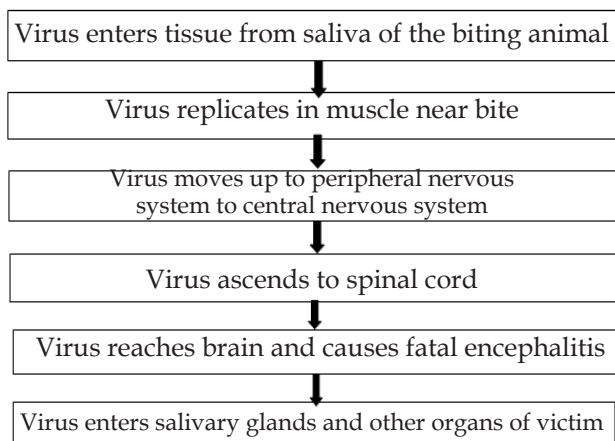 Virus enters tissue from saliva of the biting animal
Virus replicates in muscle near bite
Virus moves up to peripheral nervous
system to central nervous system
Virus ascends to spinal cord
Virus reaches brain and causes fatal encephalitis
Virus enters salivary glands and other organs of victim